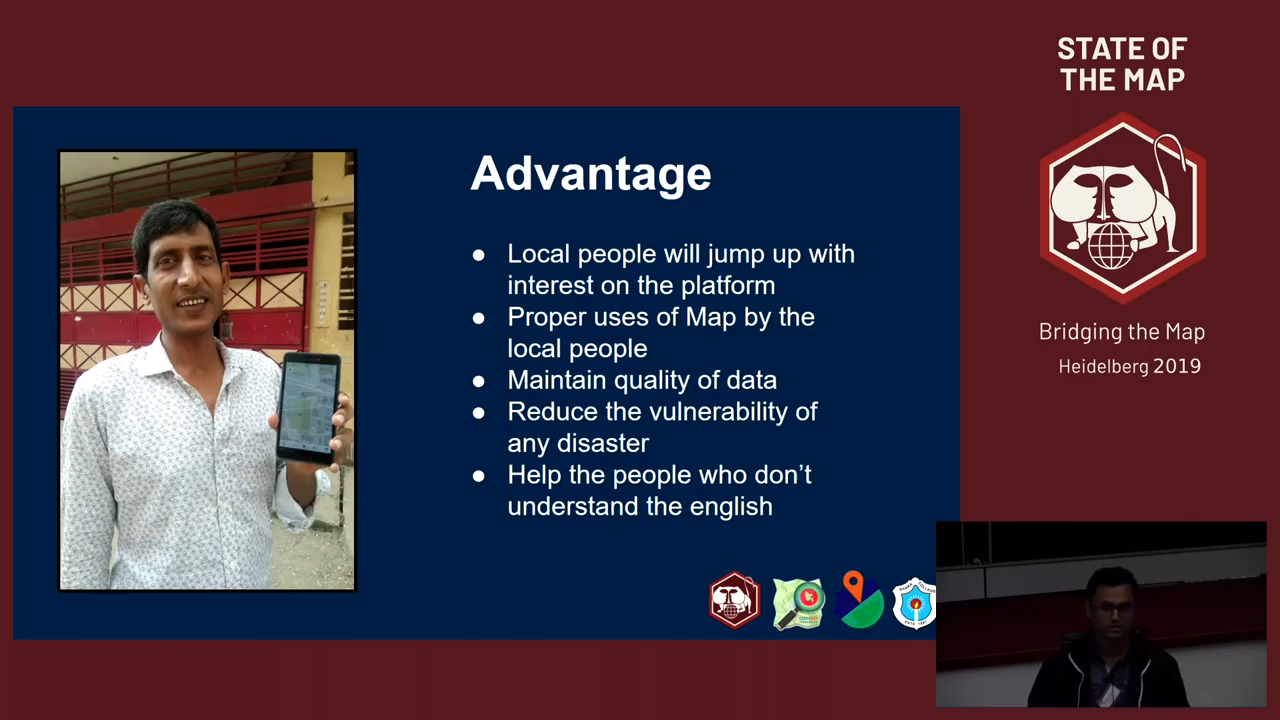 STATE OF
THE MAP
Bridging the Map
Heidelberg 2019
Advantage
● Local people will jump up with
interest on the platform
● Proper uses of Map by the
local people
● Maintain quality of data
● Reduce the vulnerability of
any disaster
● Help the people who don’t
understand the english